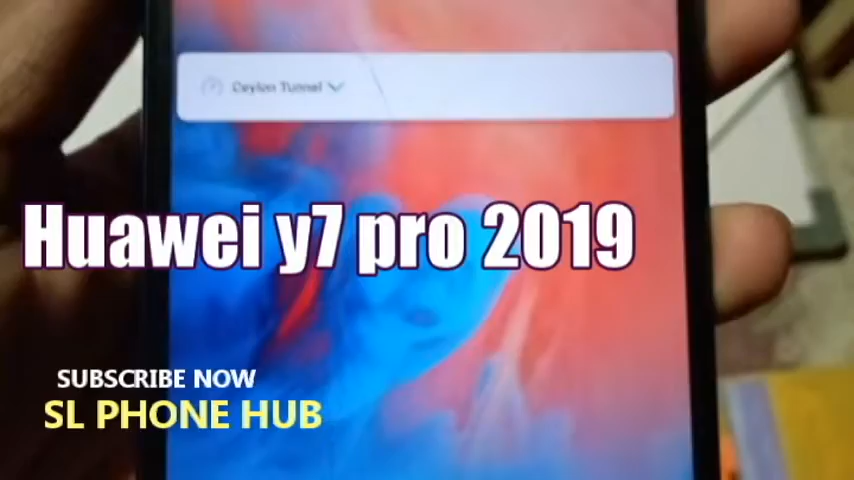 Ceylon Tunnel
Huawei y7 pro 2019
SUBSCRIBE NOW
SL PHONE HUB